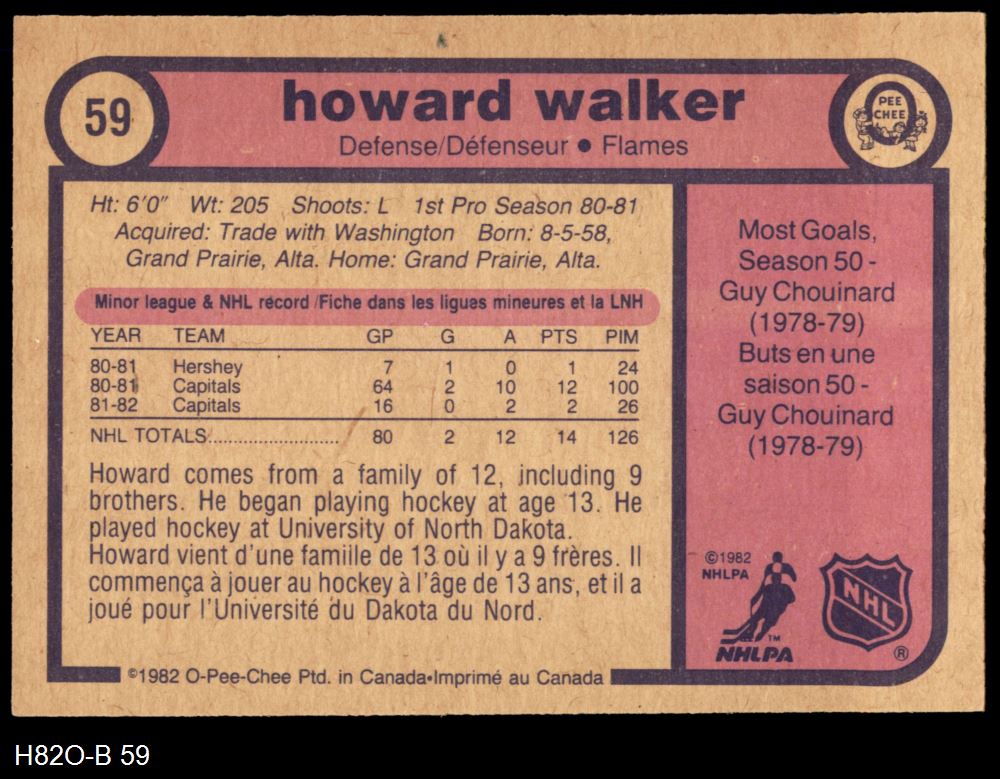 59
howard walker
Defense/Défenseur ● Flames
PEE
CHEE
Ht: 6'0" Wt: 205 Shoots: L 1st Pro Season 80-81
Acquired: Trade with Washington Born: 8-5-58,
Grand Prairie, Alta. Home: Grand Prairie, Alta.
Minor league & NHL record /Fiche dans les ligues mineures et la LNH
YEAR TEAM GP G A PTS PIM
80-81 Hershey 7 1 0 1 24
80-81 Capitals 64 2 10 12 100
81-82 Capitals 16 0 2 2 26
NHL TOTALS......................... 80 2 12 14 126
Howard comes from a family of 12, including 9
brothers. He began playing hockey at age 13. He
played hockey at University of North Dakota.
Howard vient d'une famille de 13 où il y a 9 frères. Il
commença à jouer au hockey à l'âge de 13 ans, et il a
joué pour l'Université du Dakota du Nord.
Most Goals,
Season 50 -
Guy Chouinard
(1978-79)
Buts en une
saison 50 -
Guy Chouinard
(1978-79)
©1982
NHLPA
TM
NHLPA
NHL
®
©1982 O-Pee-Chee Ptd. in Canada•Imprimé au Canada
H82O-B 59